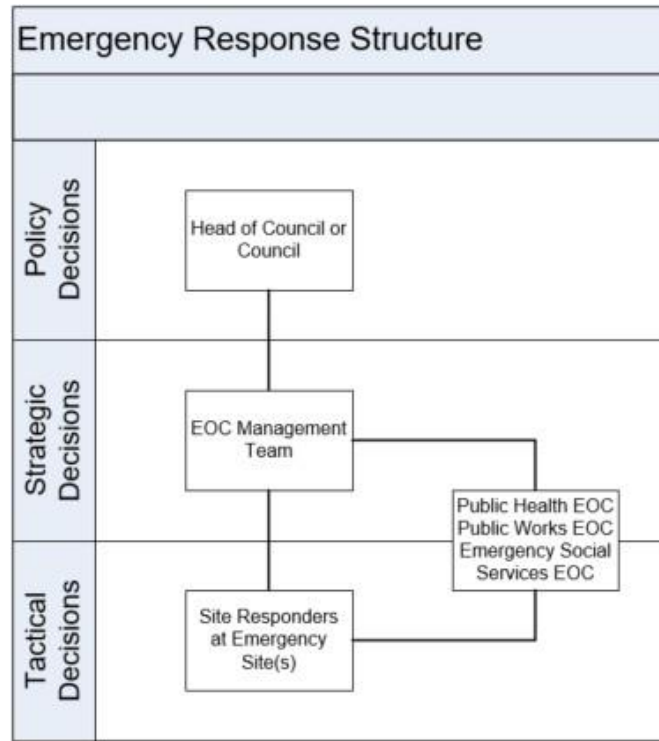 Emergency Response Structure
Policy
Decisions
Head of Council or
Council
Strategic
Decisions
EOC Management
Team
Public Health EOC
Public Works EOC
Emergency Social
Services EOC
Tactical
Decisions
Site Responders
at Emergency
Site(s)